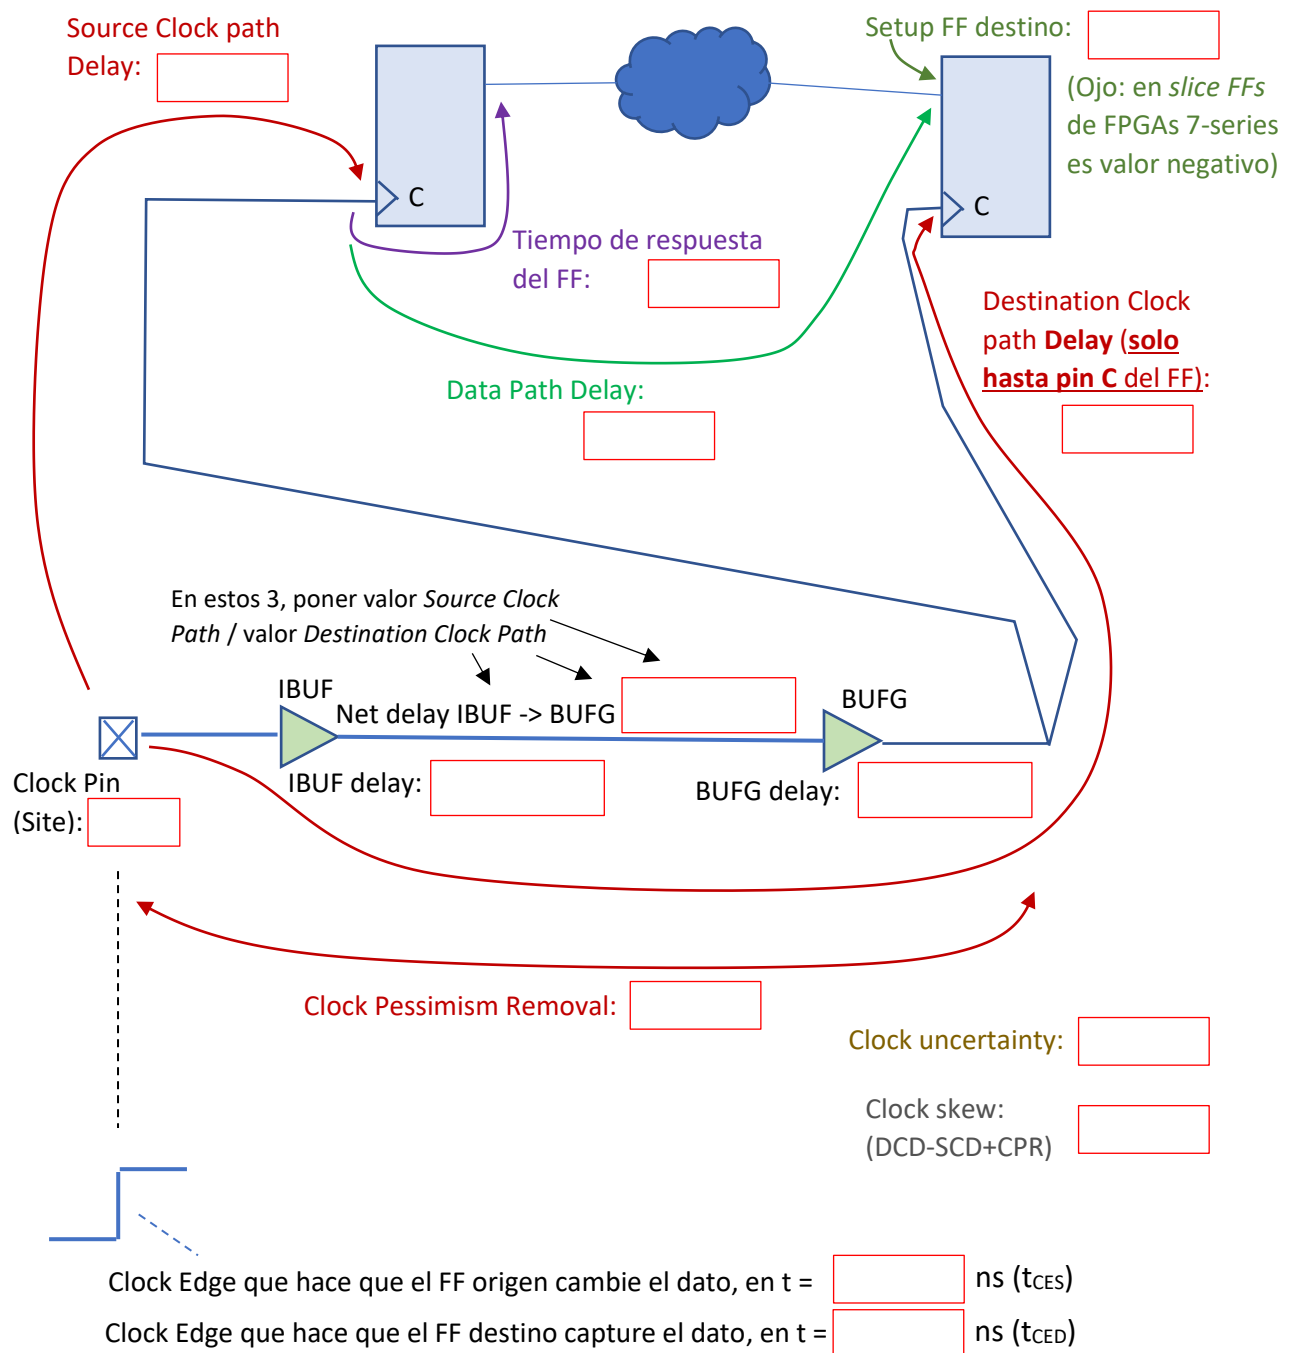 Source Clock path
Delay:
Setup FF destino:
(Ojo: en slice FFs
de FPGAs 7-series
es valor negativo)
C
C
Tiempo de respuesta
del FF:
Destination Clock
path Delay (solo
hasta pin C del FF):
Data Path Delay:
En estos 3, poner valor Source Clock
Path / valor Destination Clock Path
IBUF
Net delay IBUF -> BUFG
BUFG
Clock Pin
(Site):
IBUF delay:
BUFG delay:
Clock Pessimism Removal:
Clock uncertainty:
Clock skew:
(DCD-SCD+CPR)
Clock Edge que hace que el FF origen cambie el dato, en t = ns (tCES)
Clock Edge que hace que el FF destino capture el dato, en t = ns (tCED)